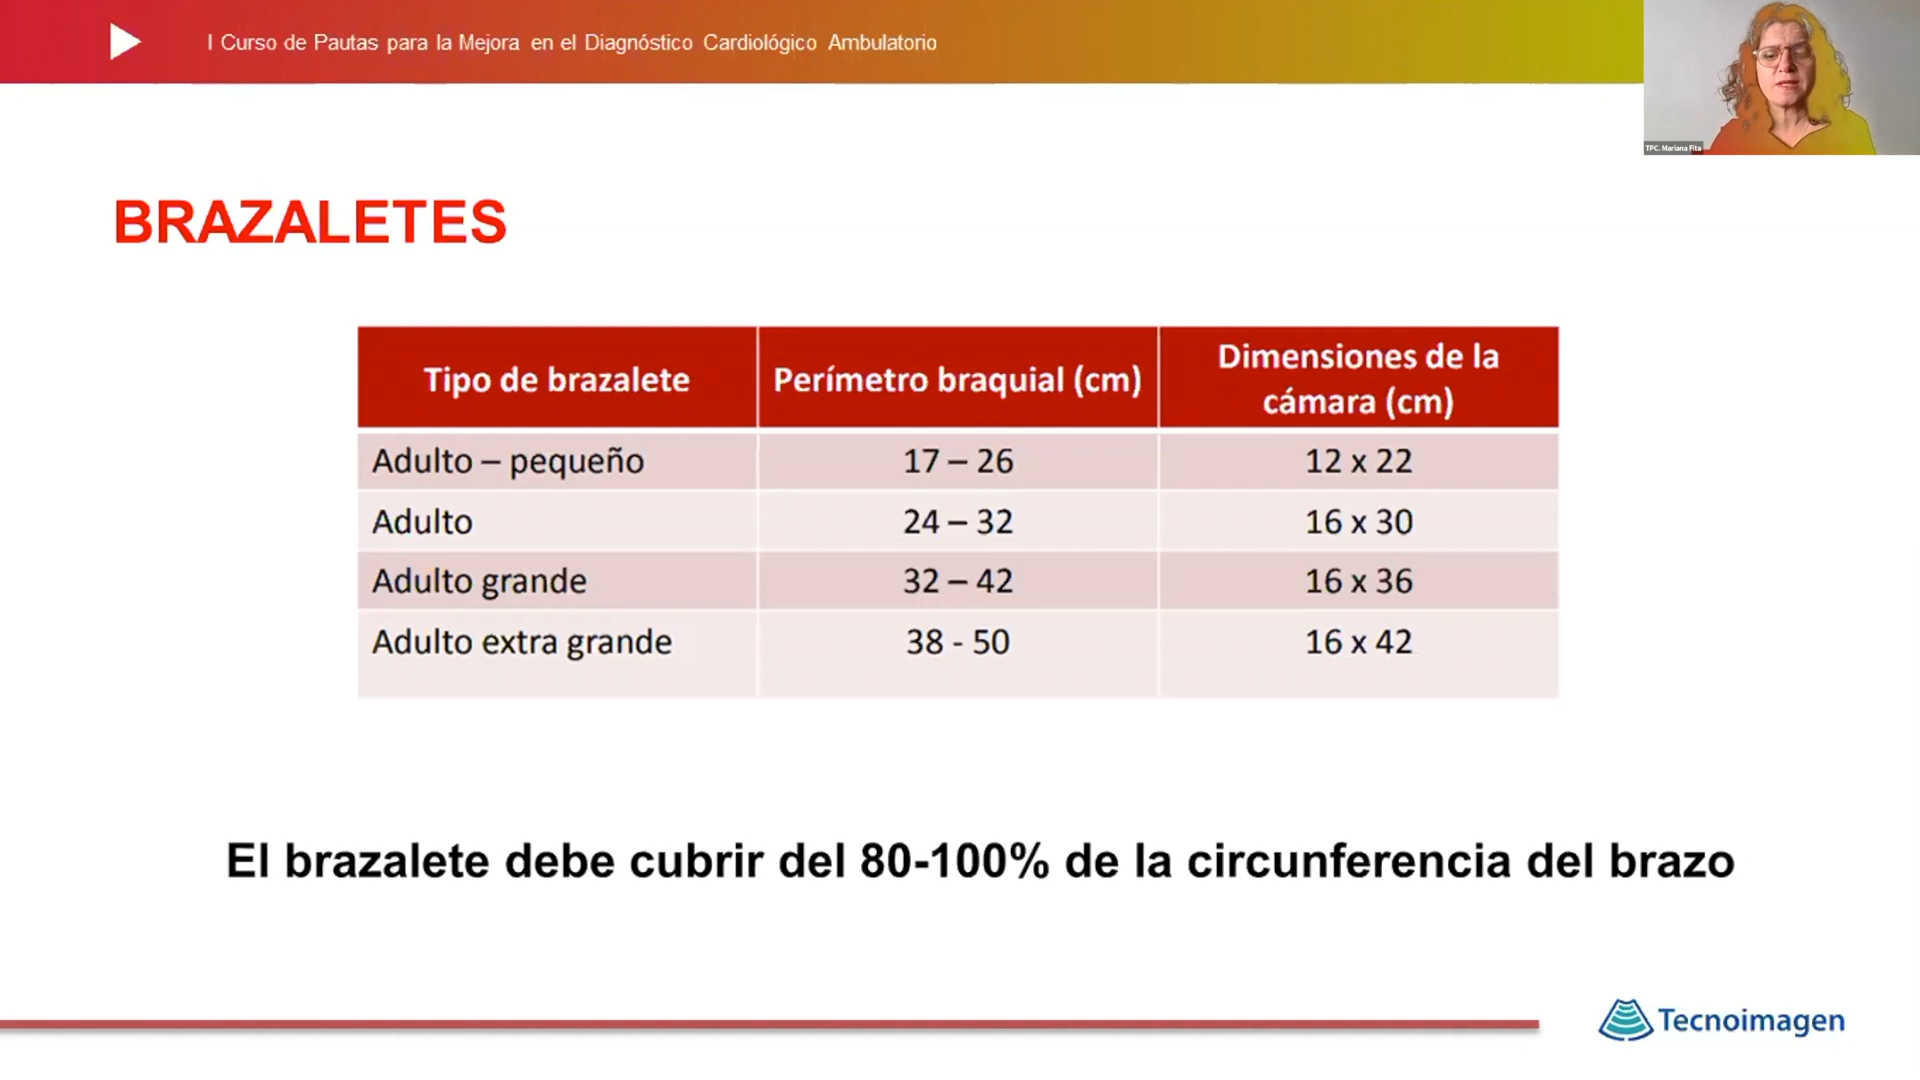 I Curso de Pautas para la Mejora en el Diagnóstico Cardiológico Ambulatorio
TPC. Mariana Fita
BRAZALETES
Tipo de brazalete Perímetro braquial (cm) Dimensiones de la cámara (cm)
Adulto – pequeño 17 – 26 12 x 22
Adulto 24 – 32 16 x 30
Adulto grande 32 – 42 16 x 36
Adulto extra grande 38 - 50 16 x 42
El brazalete debe cubrir del 80-100% de la circunferencia del brazo
Tecnoimagen